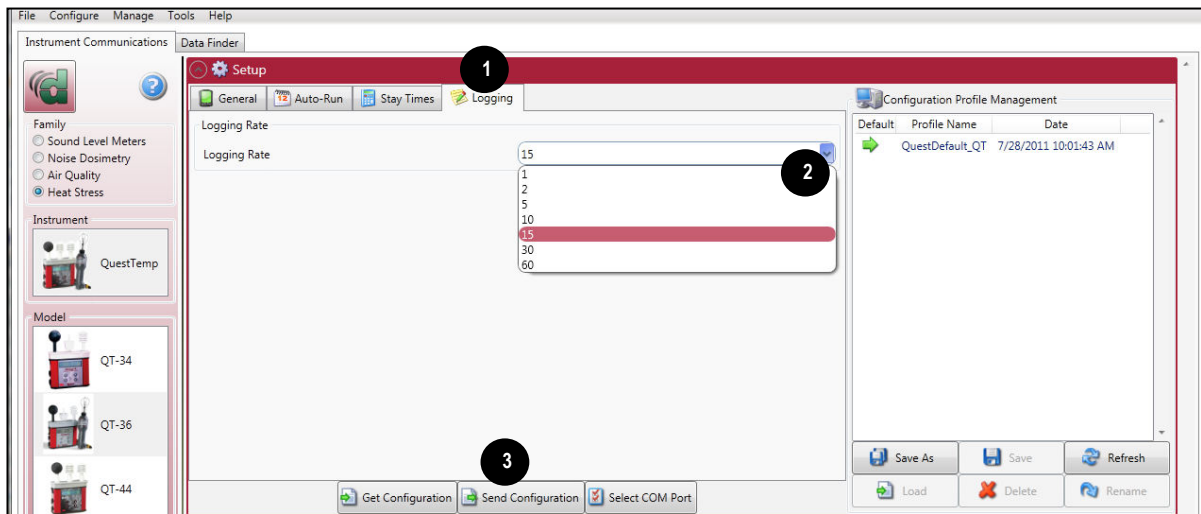 File Configure Manage Tools Help
Instrument Communications Data Finder
Setup
1
General Auto-Run Stay Times Logging
Logging Rate
Logging Rate 15
2
1
2
5
10
15
30
60
Family
Sound Level Meters
Noise Dosimetry
Air Quality
Heat Stress
Instrument
QuestTemp
Model
QT-34
QT-36
QT-44
3
Get Configuration Send Configuration Select COM Port
Configuration Profile Management
Default Profile Name Date
QuestDefault_QT 7/28/2011 10:01:43 AM
Save As Save Refresh
Load Delete Rename